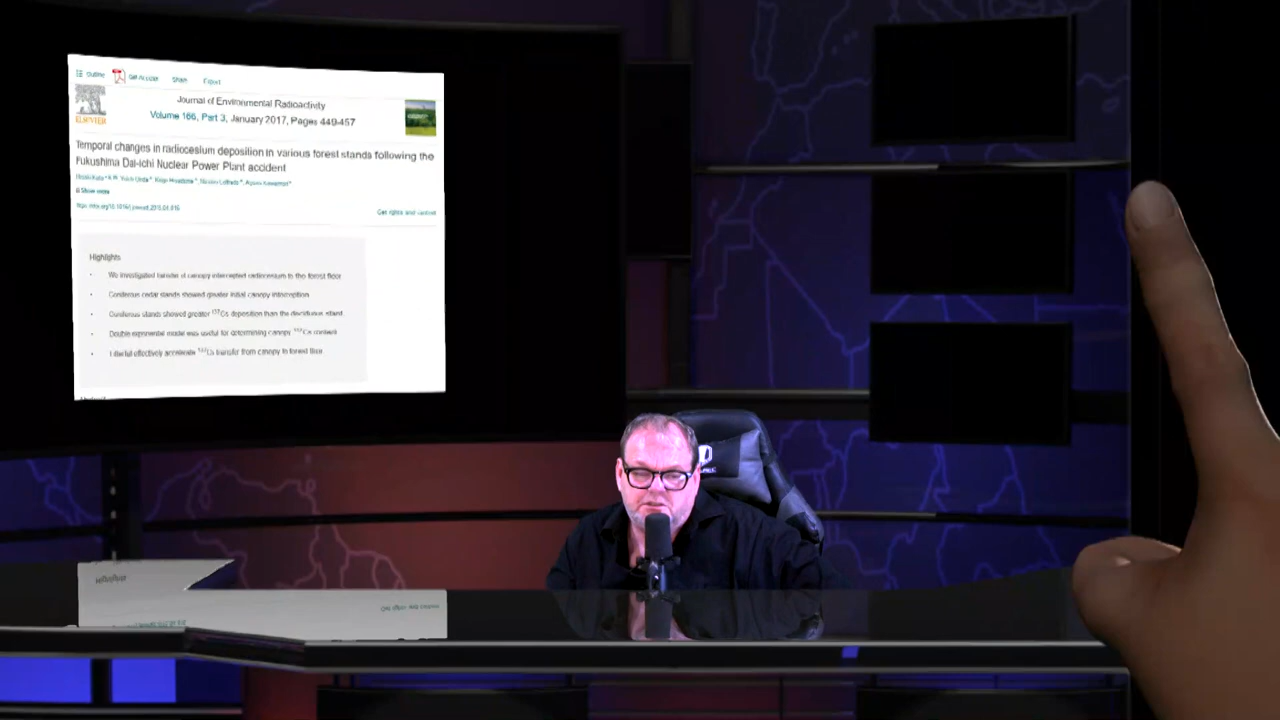 Outline Share Export
ELSEVIER
Journal of Environmental Radioactivity
Volume 166, Part 3, January 2017, Pages 449-457
Temporal changes in radiocesium deposition in various forest stands following the
Fukushima Dai-ichi Nuclear Power Plant accident
Show more
Get rights and content
Highlights
• We investigated transfer of canopy intercepted radiocesium to the forest floor
• Coniferous cedar stands showed greater initial canopy interception
• Coniferous stands showed greater ¹³⁷Cs deposition than the deciduous stand
• Double exponential model was useful for determining canopy ¹³⁷Cs content
• effectively accelerate ¹³⁷Cs transfer from canopy to forest floor